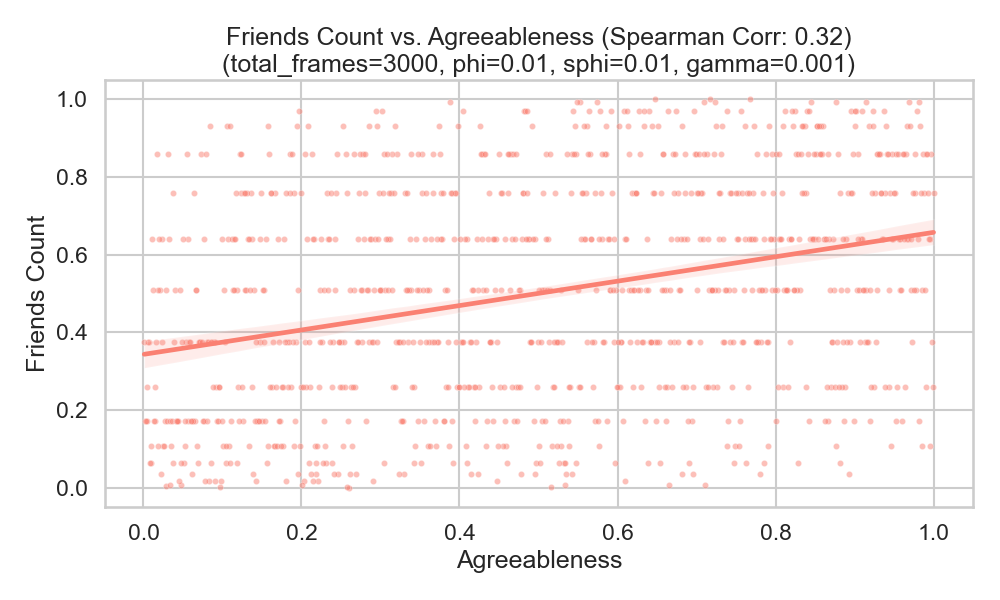 Friends Count vs. Agreeableness (Spearman Corr: 0.32)
(total_frames=3000, phi=0.01, sphi=0.01, gamma=0.001)
1.0
0.8
0.6
0.4
0.2
0.0
Friends Count
0.0 0.2 0.4 0.6 0.8 1.0
Agreeableness